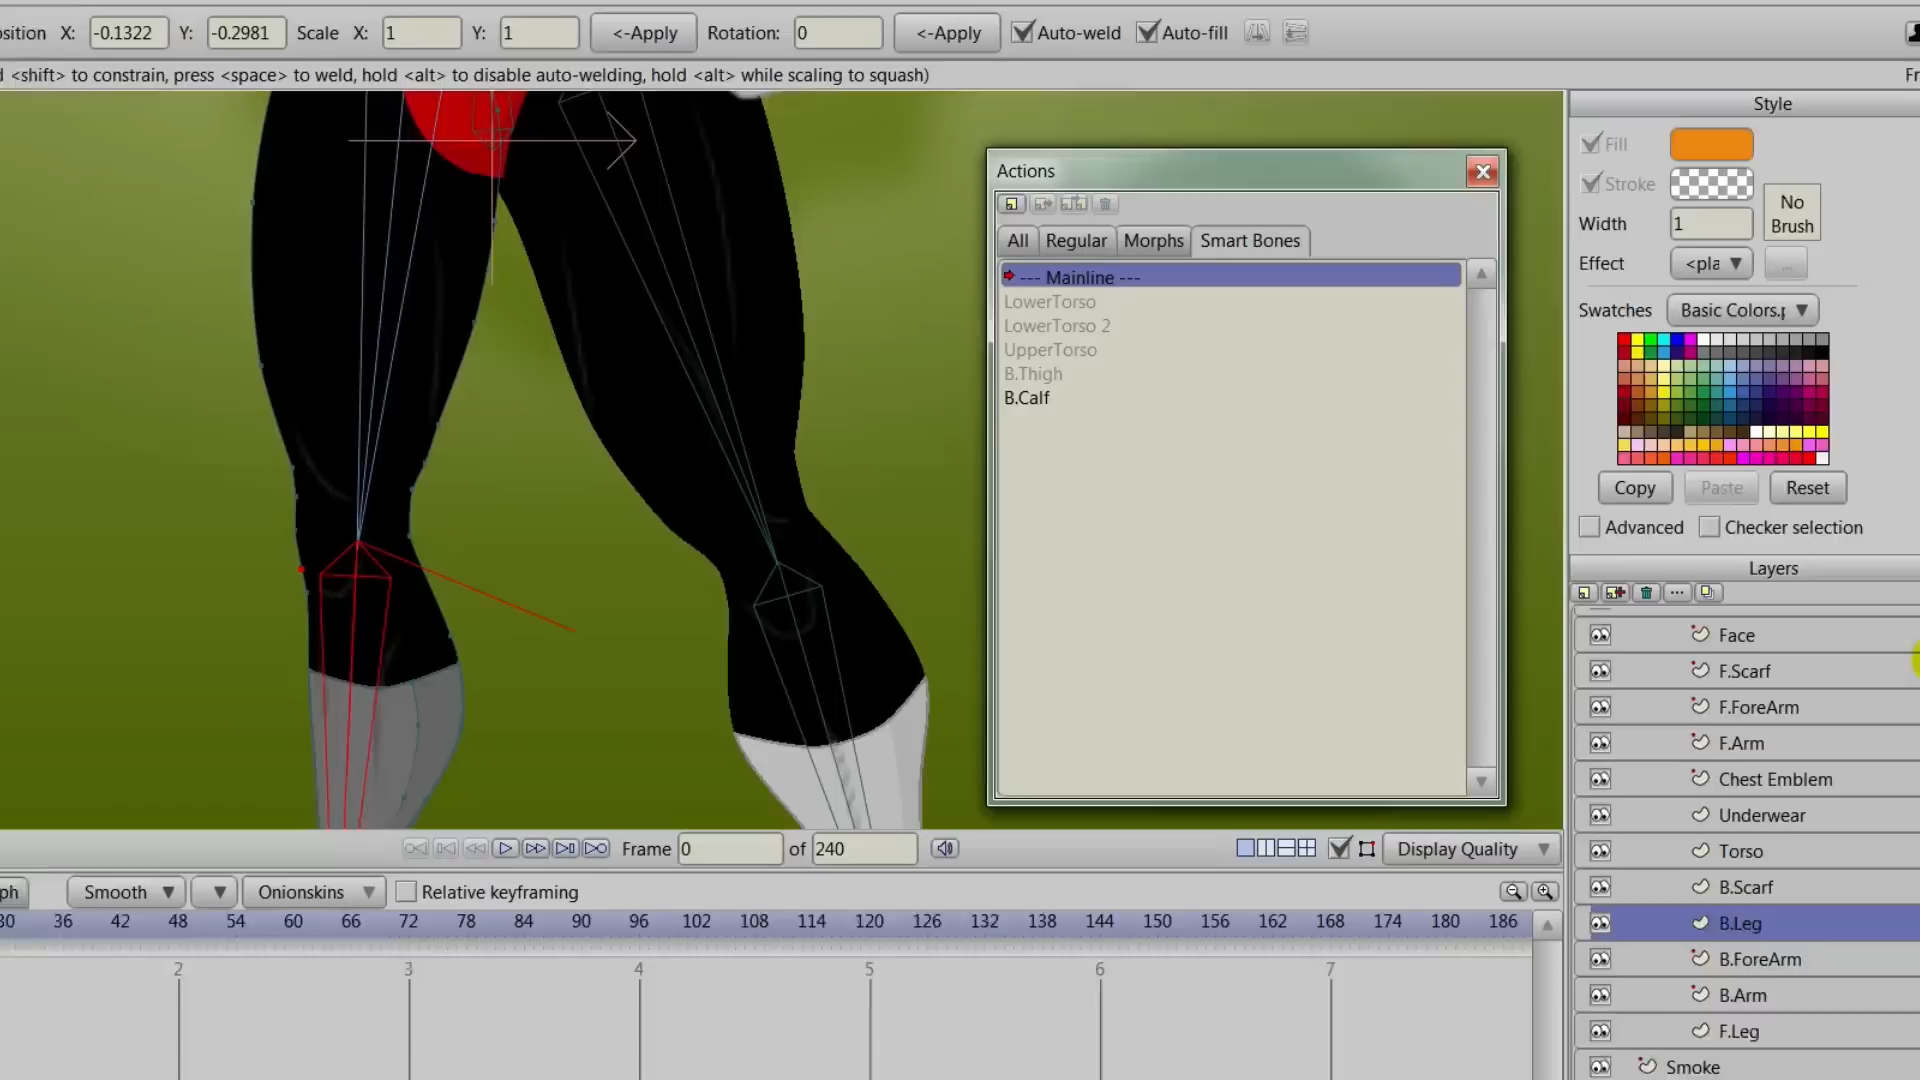 sition X: -0.1322 Y: -0.2981 Scale X: 1 Y: 1 <-Apply Rotation: 0 <-Apply Auto-weld Auto-fill
d <shift> to constrain, press <space> to weld, hold <alt> to disable auto-welding, hold <alt> while scaling to squash) Fr
Style
Fill
Stroke
No
Brush
Width 1
Effect <pla ...
Swatches Basic Colors.p
Copy Paste Reset
Advanced Checker selection
Actions
All Regular Morphs Smart Bones
--- Mainline ---
LowerTorso
LowerTorso 2
UpperTorso
B.Thigh
B.Calf
Layers
Face
F.Scarf
F.ForeArm
F.Arm
Chest Emblem
Underwear
Torso
B.Scarf
B.Leg
B.ForeArm
B.Arm
F.Leg
Smoke
Frame 0 of 240 Display Quality
ph Smooth Onionskins Relative keyframing
30 36 42 48 54 60 66 72 78 84 90 96 102 108 114 120 126 132 138 144 150 156 162 168 174 180 186
2 3 4 5 6 7